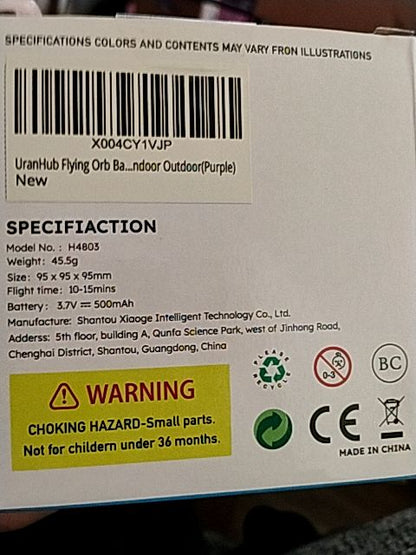 SPECIFICATIONS COLORS AND CONTENTS MAY VARY FRON ILLUSTRATIONS
X004CY1VJP
UranHub Flying Orb Ba...ndoor Outdoor(Purple)
New
SPECIFIACTION
Model No. : H4803
Weight: 45.5g
Size: 95 x 95 x 95mm
Flight time: 10-15mins
Battery: 3.7V ⎓ 500mAh
Manufacture: Shantou Xiaoge Intelligent Technology Co., Ltd.
Adderss: 5th floor, building A, Qunfa Science Park, west of Jinhong Road,
Chenghai District, Shantou, Guangdong, China
PLEASE RECYCLE
0-3
BC
⚠ WARNING
CHOKING HAZARD-Small parts.
Not for childern under 36 months.
CE
MADE IN CHINA